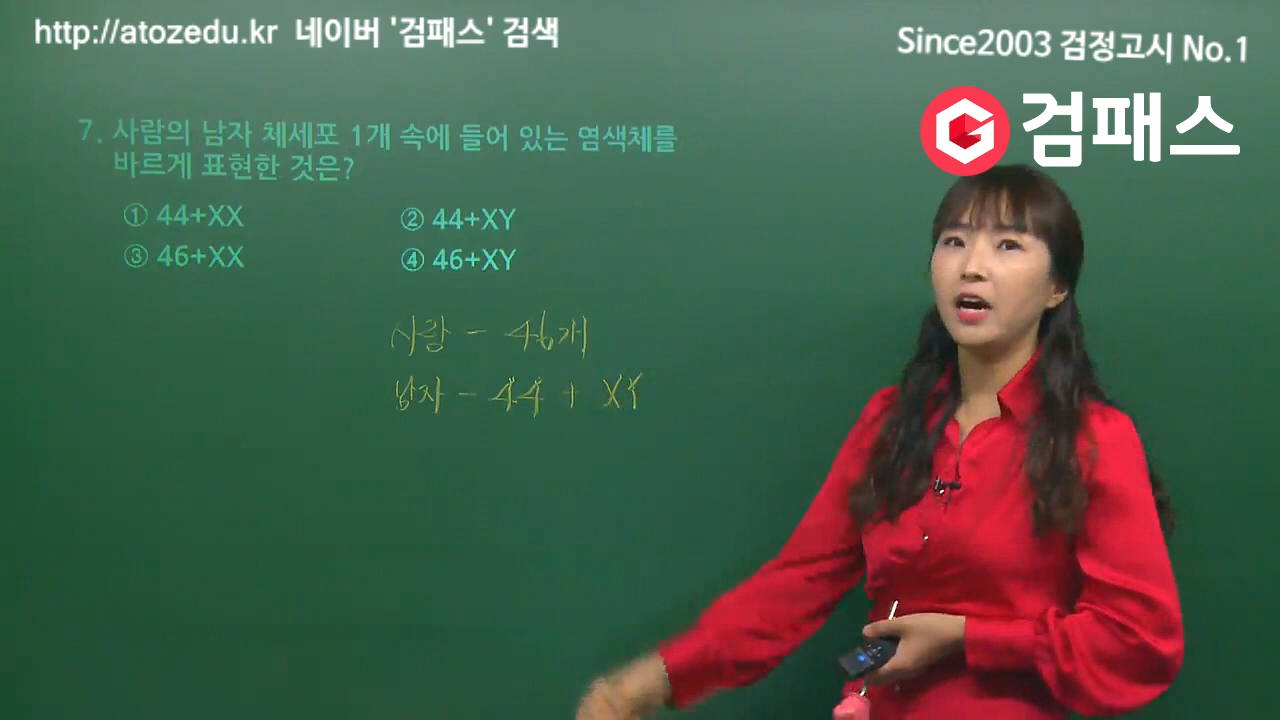 http://atozedu.kr 네이버 '검패스' 검색
Since2003 검정고시 No.1
검패스
7. 사람의 남자 체세포 1개 속에 들어 있는 염색체를
바르게 표현한 것은?
① 44+XX ② 44+XY
③ 46+XX ④ 46+XY
사람 - 46개
남자 - 44 + XY